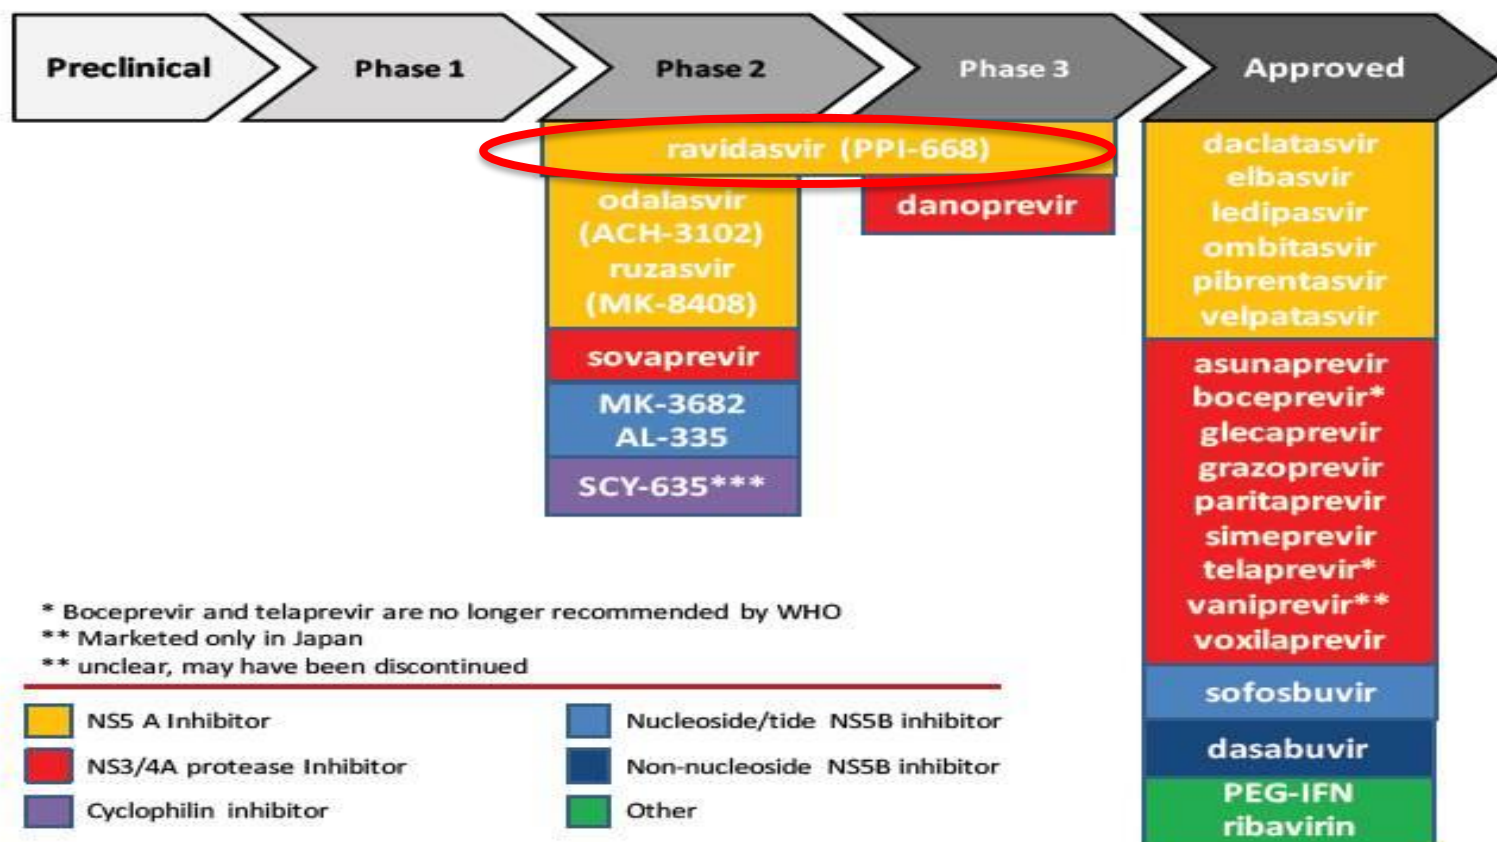 Preclinical
Phase 1
Phase 2
Phase 3
Approved
ravidasvir (PPI-668)
odalasvir
(ACH-3102)
ruzasvir
(MK-8408)
sovaprevir
MK-3682
AL-335
SCY-635***
danoprevir
daclatasvir
elbasvir
ledipasvir
ombitasvir
pibrentasvir
velpatasvir
asunaprevir
boceprevir*
glecaprevir
grazoprevir
paritaprevir
simeprevir
telaprevir*
vaniprevir**
voxilaprevir
sofosbuvir
dasabuvir
PEG-IFN
ribavirin
* Boceprevir and telaprevir are no longer recommended by WHO
** Marketed only in Japan
** unclear, may have been discontinued
NS5 A Inhibitor
NS3/4A protease Inhibitor
Cyclophilin inhibitor
Nucleoside/tide NS5B inhibitor
Non-nucleoside NS5B inhibitor
Other